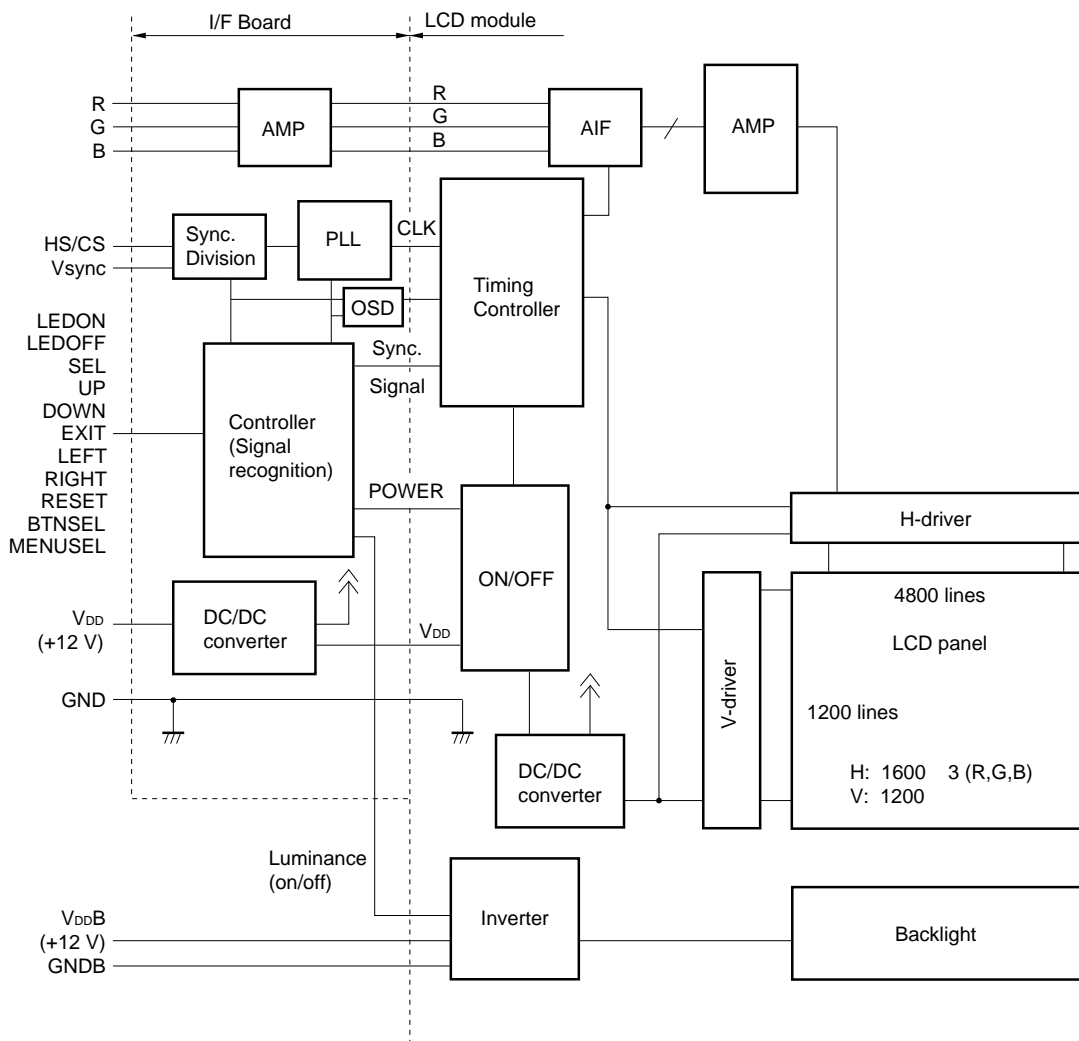 I/F Board
LCD module
R
G
B
AMP
R
G
B
AIF
AMP
HS/CS
Vsync
Sync.
Division
PLL
CLK
OSD
Timing
Controller
LEDON
LEDOFF
SEL
UP
DOWN
EXIT
LEFT
RIGHT
RESET
BTNSEL
MENUSEL
Controller
(Signal
recognition)
Sync.
Signal
POWER
ON/OFF
H-driver
VDD
(+12 V)
DC/DC
converter
VDD
GND
V-driver
4800 lines
LCD panel
1200 lines
H: 1600 3 (R,G,B)
V: 1200
DC/DC
converter
Luminance
(on/off)
VDDB
(+12 V)
GNDB
Inverter
Backlight